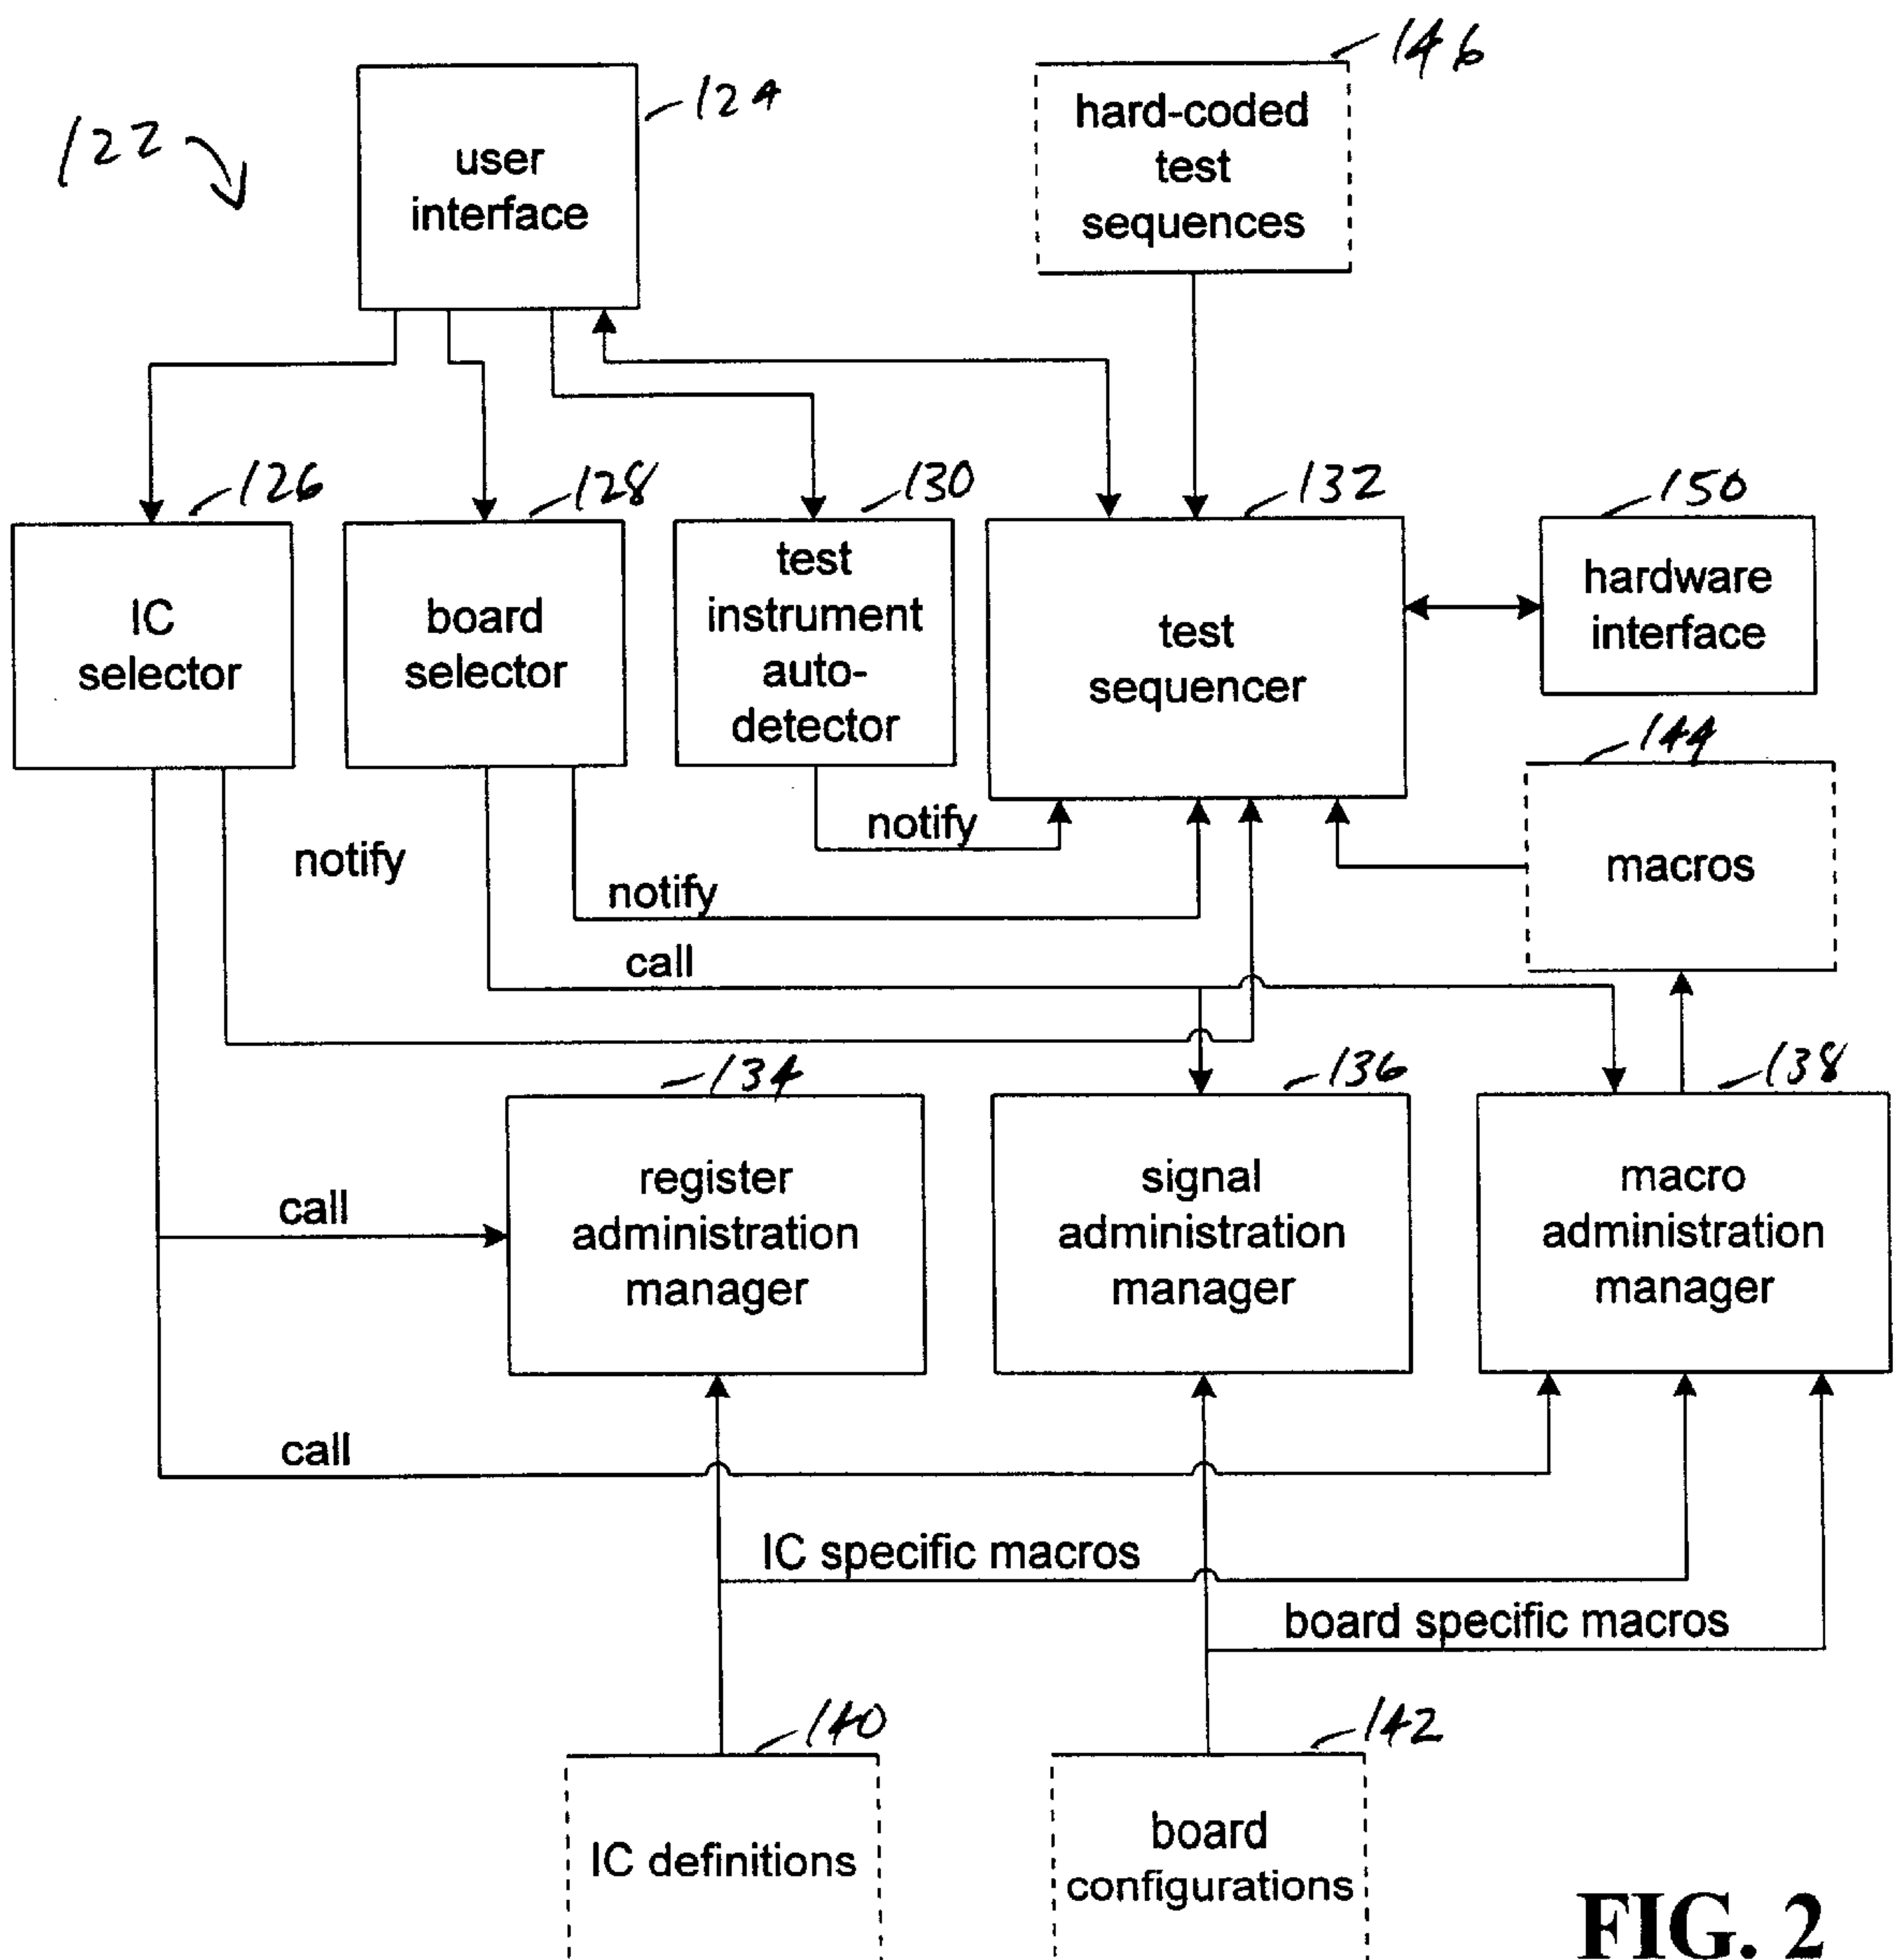 146
124
122
user
interface
hard-coded
test
sequences
126
128
130
132
150
IC
selector
board
selector
test
instrument
auto-
detector
test
sequencer
hardware
interface
144
notify
notify
notify
macros
call
134
136
138
call
register
administration
manager
signal
administration
manager
macro
administration
manager
call
IC specific macros
board specific macros
140
142
IC definitions
board
configurations
FIG. 2